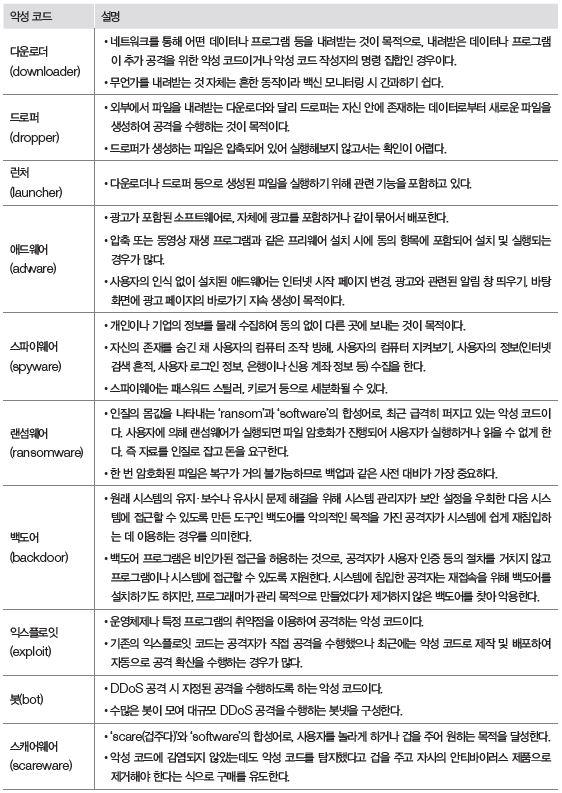 악성 코드 설명
다운로더
(downloader)
• 네트워크를 통해 어떤 데이터나 프로그램 등을 내려받는 것이 목적으로, 내려받은 데이터나 프로그램
이 추가 공격을 위한 악성 코드이거나 악성 코드 작성자의 명령 집합인 경우이다.
• 무언가를 내려받는 것 자체는 흔한 동작이라 백신 모니터링 시 간과하기 쉽다.
드로퍼
(dropper)
• 외부에서 파일을 내려받는 다운로더와 달리 드로퍼는 자신 안에 존재하는 데이터로부터 새로운 파일을
생성하여 공격을 수행하는 것이 목적이다.
• 드로퍼가 생성하는 파일은 압축되어 있어 실행해보지 않고서는 확인이 어렵다.
런처
(launcher)
• 다운로더나 드로퍼 등으로 생성된 파일을 실행하기 위해 관련 기능을 포함하고 있다.
애드웨어
(adware)
• 광고가 포함된 소프트웨어로, 자체에 광고를 포함하거나 같이 묶어서 배포한다.
• 압축 또는 동영상 재생 프로그램과 같은 프리웨어 설치 시에 동의 항목에 포함되어 설치 및 실행되는
경우가 많다.
• 사용자의 인식 없이 설치된 애드웨어는 인터넷 시작 페이지 변경, 광고와 관련된 알림 창 띄우기, 바탕
화면에 광고 페이지의 바로가기 지속 생성이 목적이다.
스파이웨어
(spyware)
• 개인이나 기업의 정보를 몰래 수집하여 동의 없이 다른 곳에 보내는 것이 목적이다.
• 자신의 존재를 숨긴 채 사용자의 컴퓨터 조작 방해, 사용자의 컴퓨터 지켜보기, 사용자의 정보(인터넷
검색 흔적, 사용자 로그인 정보, 은행이나 신용 계좌 정보 등) 수집을 한다.
• 스파이웨어는 패스워드 스틸러, 키로거 등으로 세분화될 수 있다.
랜섬웨어
(ransomware)
• 인질의 몸값을 나타내는 ‘ransom’과 ‘software’의 합성어로, 최근 급격히 퍼지고 있는 악성 코드이
다. 사용자에 의해 랜섬웨어가 실행되면 파일 암호화가 진행되어 사용자가 실행하거나 읽을 수 없게 한
다. 즉 자료를 인질로 잡고 돈을 요구한다.
• 한 번 암호화된 파일은 복구가 거의 불가능하므로 백업과 같은 사전 대비가 가장 중요하다.
백도어
(backdoor)
• 원래 시스템의 유지·보수나 유사시 문제 해결을 위해 시스템 관리자가 보안 설정을 우회한 다음 시스
템에 접근할 수 있도록 만든 도구인 백도어를 악의적인 목적을 가진 공격자가 시스템에 쉽게 재침입하
는 데 이용하는 경우를 의미한다.
• 백도어 프로그램은 비인가된 접근을 허용하는 것으로, 공격자가 사용자 인증 등의 절차를 거치지 않고
프로그램이나 시스템에 접근할 수 있도록 지원한다. 시스템에 침입한 공격자는 재접속을 위해 백도어를
설치하기도 하지만, 프로그래머가 관리 목적으로 만들었다가 제거하지 않은 백도어를 찾아 악용한다.
익스플로잇
(exploit)
• 운영체제나 특정 프로그램의 취약점을 이용하여 공격하는 악성 코드이다.
• 기존의 익스플로잇 코드는 공격자가 직접 공격을 수행했으나 최근에는 악성 코드로 제작 및 배포하여
자동으로 공격 확산을 수행하는 경우가 많다.
봇(bot)
• DDoS 공격 시 지정된 공격을 수행하도록 하는 악성 코드이다.
• 수많은 봇이 모여 대규모 DDoS 공격을 수행하는 봇넷을 구성한다.
스캐어웨어
(scareware)
• ‘scare(겁주다)’와 ‘software’의 합성어로, 사용자를 놀라게 하거나 겁을 주어 원하는 목적을 달성한다.
• 악성 코드에 감염되지 않았는데도 악성 코드를 탐지했다고 겁을 주고 자사의 안티바이러스 제품으로
제거해야 한다는 식으로 구매를 유도한다.